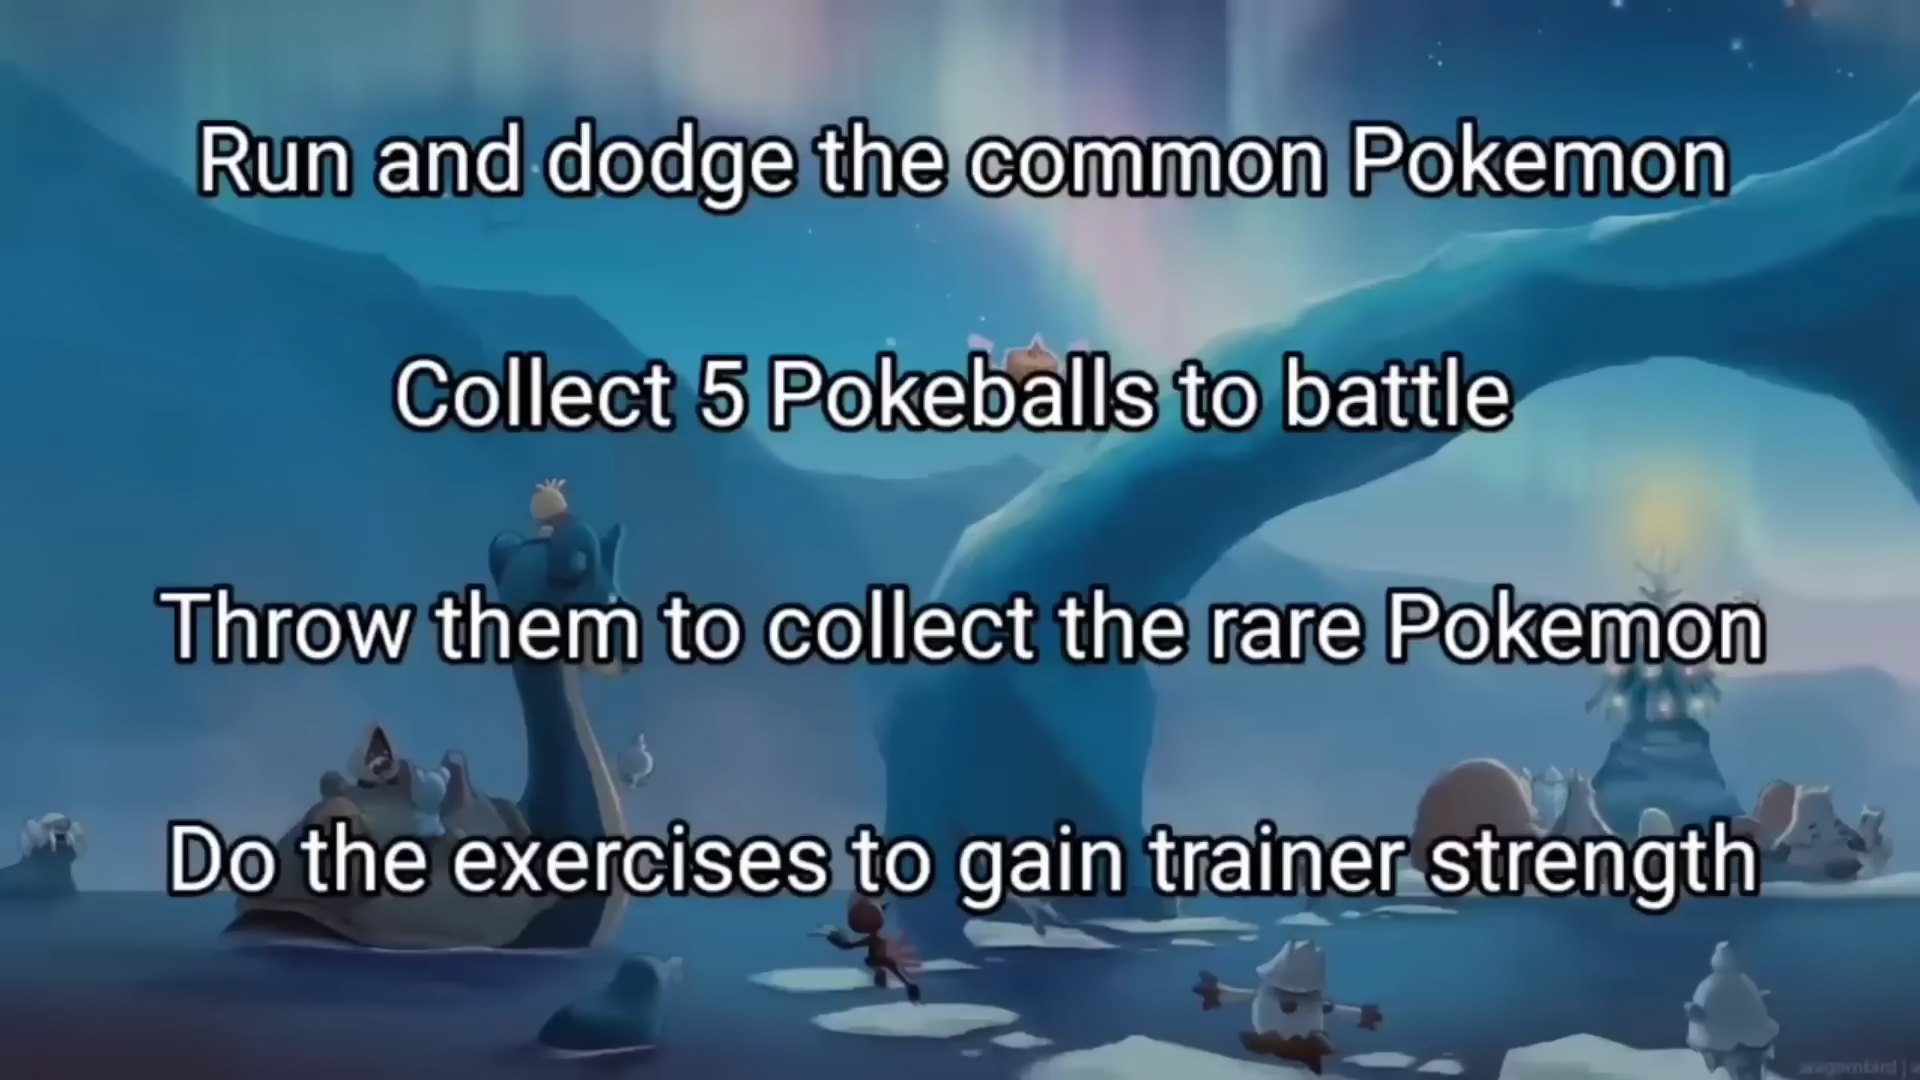 Run and dodge the common Pokemon
Collect 5 Pokeballs to battle
Throw them to collect the rare Pokemon
Do the exercises to gain trainer strength